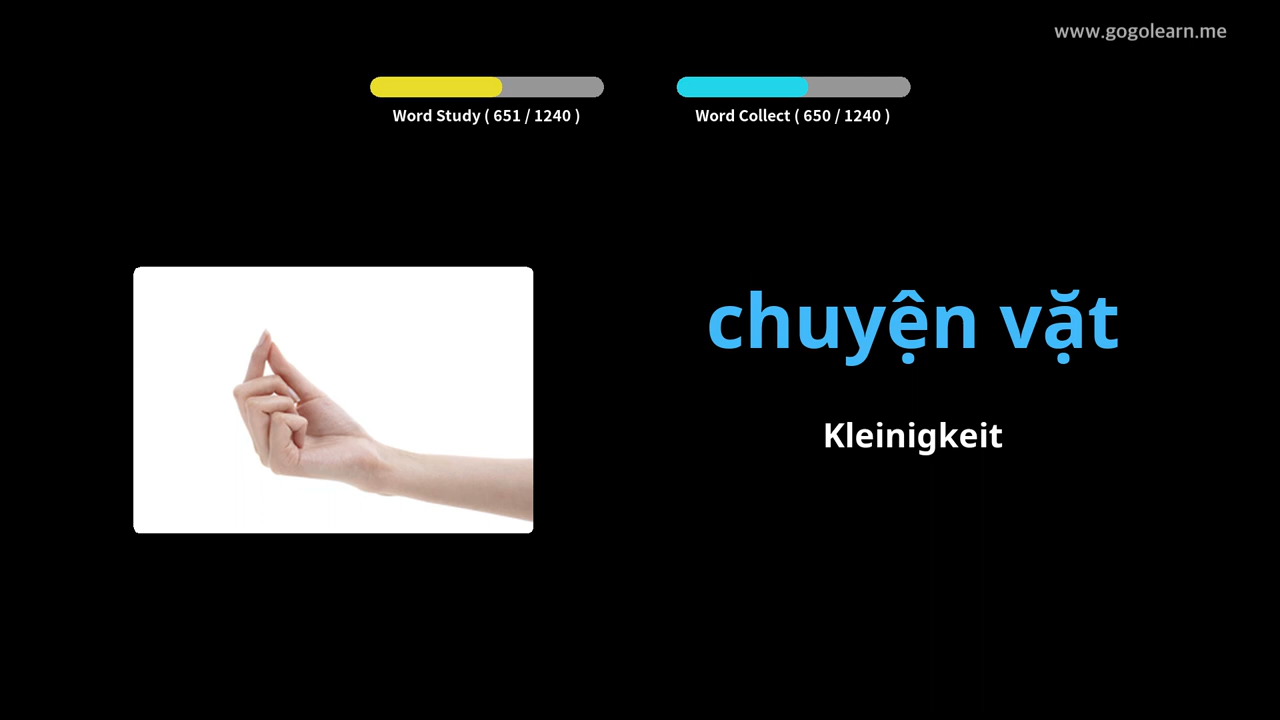 www.gogolearn.me
Word Study ( 651 / 1240 )
Word Collect ( 650 / 1240 )
chuyện vặt
Kleinigkeit